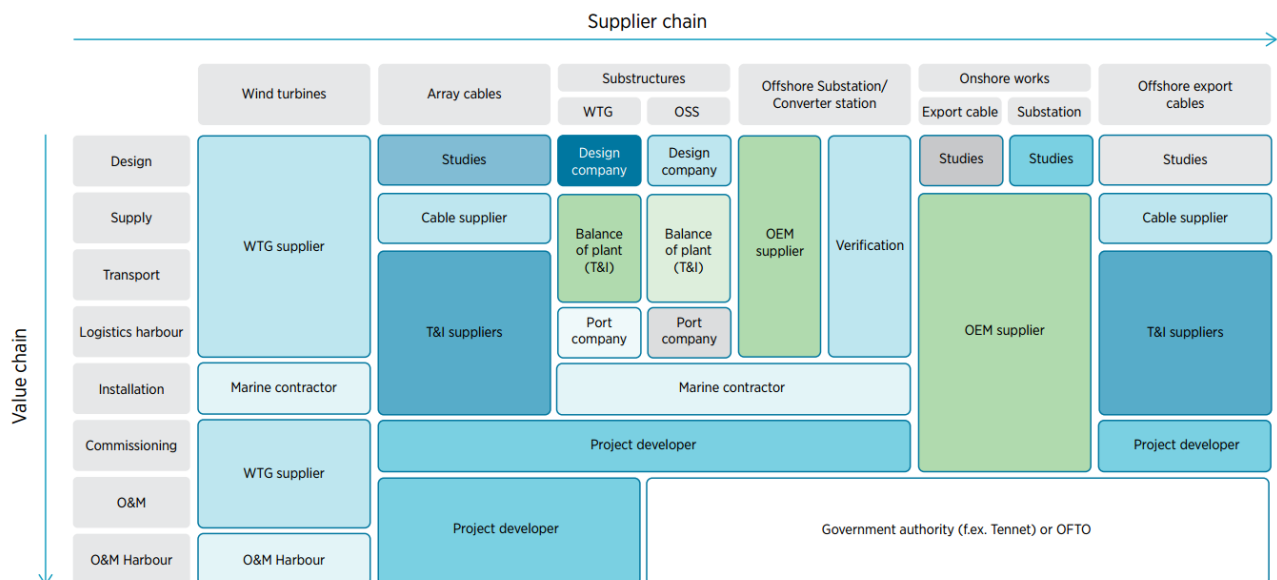 Supplier chain
Value chain
Wind turbines
Array cables
Substructures
WTG
OSS
Offshore Substation/
Converter station
Onshore works
Export cable
Substation
Offshore export
cables
Design
Supply
Transport
Logistics harbour
Installation
Commissioning
O&M
O&M Harbour
WTG supplier
Marine contractor
WTG supplier
O&M Harbour
Studies
Cable supplier
T&I suppliers
Design
company
Balance
of plant
(T&I)
Port
company
Design
company
Balance
of plant
(T&I)
Port
company
OEM
supplier
Verification
Marine contractor
Project developer
Project developer
Studies
Studies
OEM supplier
Studies
Cable supplier
T&I suppliers
Project developer
Government authority (f.ex. Tennet) or OFTO